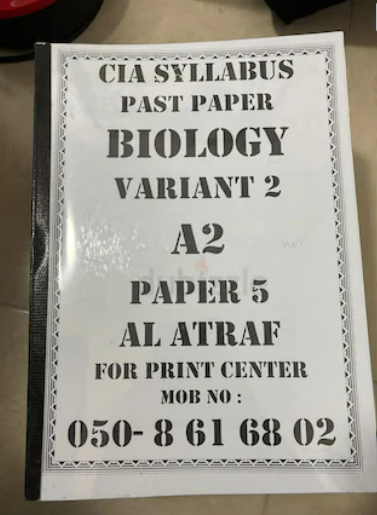 CIA SYLLABUS
PAST PAPER
BIOLOGY
VARIANT 2
A2
PAPER 5
AL ATRAF
FOR PRINT CENTER
MOB NO :
050- 8 61 68 02